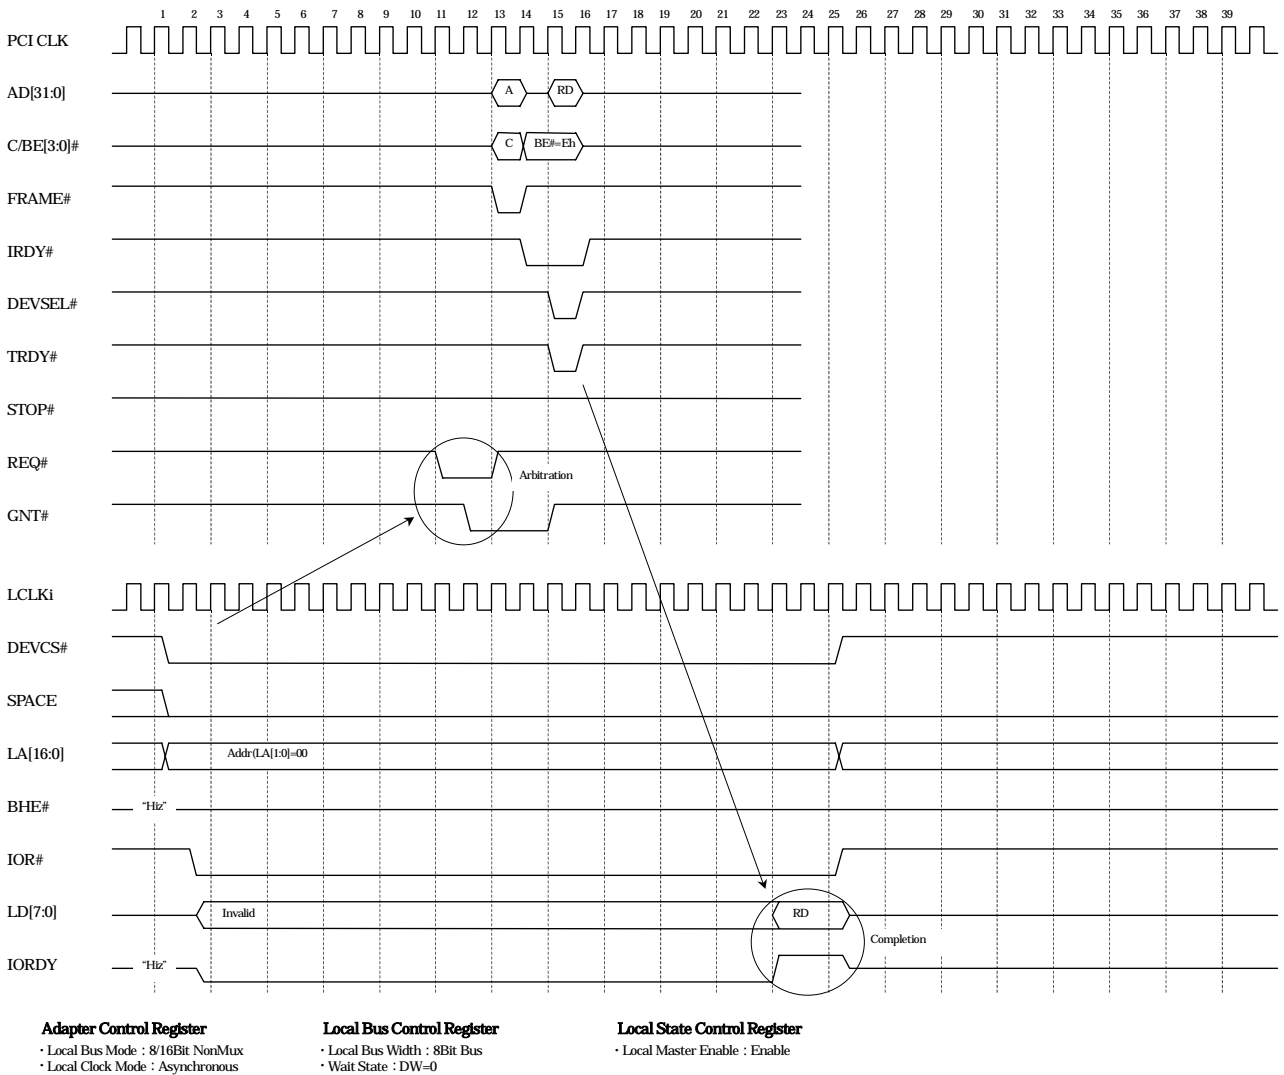 1 2 3 4 5 6 7 8 9 10 11 12 13 14 15 16 17 18 19 20 21 22 23 24 25 26 27 28 29 30 31 32 33 34 35 36 37 38 39
PCI CLK
AD[31:0] A RD
C/BE[3:0]# C BE#=Eh
FRAME#
IRDY#
DEVSEL#
TRDY#
STOP#
REQ#
Arbitration
GNT#
LCLKi
DEVCS#
SPACE
LA[16:0] Addr(LA[1:0]=00
BHE# "Hiz"
IOR#
LD[7:0] Invalid RD
Completion
IORDY "Hiz"
Adapter Control Register
・Local Bus Mode : 8/16Bit NonMux
・Local Clock Mode : Asynchronous
Local Bus Control Register
・Local Bus Width : 8Bit Bus
・Wait State : DW=0
Local State Control Register
・Local Master Enable : Enable